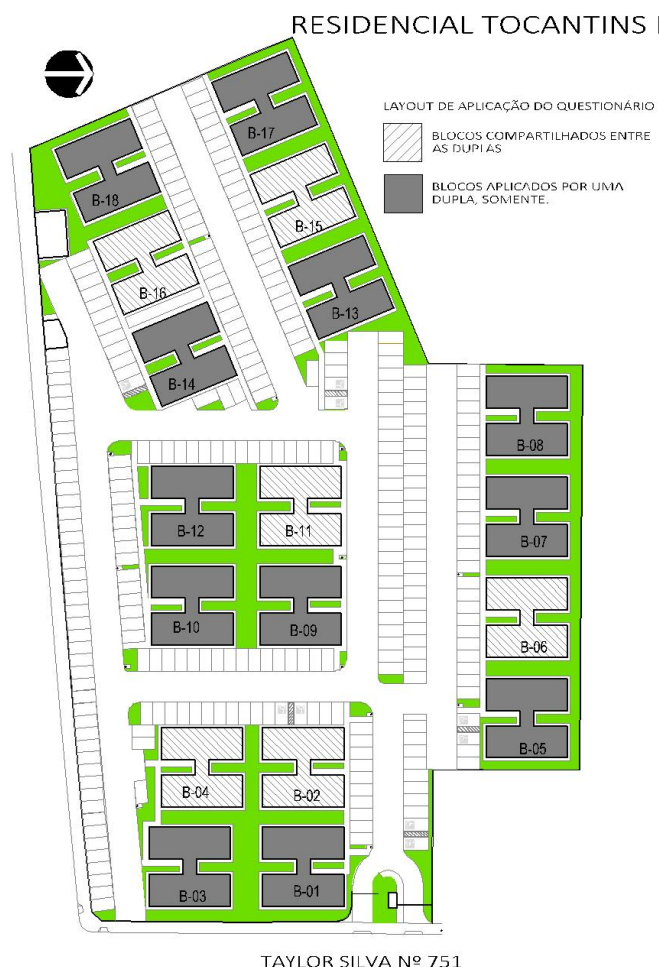 RESIDENCIAL TOCANTINS I
LAYOUT DE APLICAÇÃO DO QUESTIONÁRIO
BLOCOS COMPARTILHADOS ENTRE
AS DUPLAS
BLOCOS APLICADOS POR UMA
DUPLA, SOMENTE.
B-17
B-18
B-15
B-16
B-13
B-14
B-08
B-12
B-11
B-07
B-10
B-09
B-06
B-05
B-04
B-02
B-03
B-01
TAYLOR SILVA Nº 751